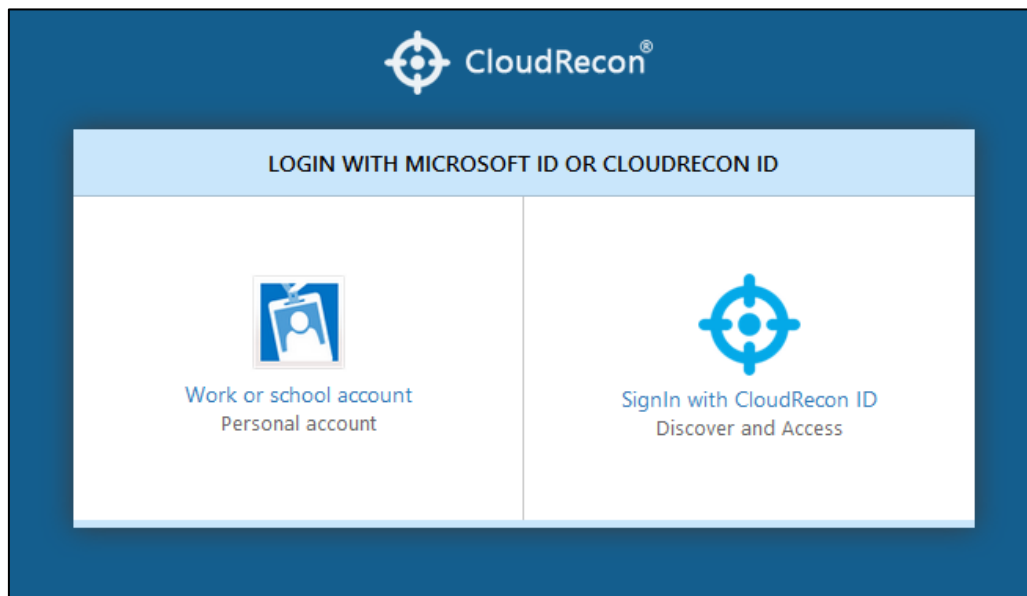 CloudRecon®
LOGIN WITH MICROSOFT ID OR CLOUDRECON ID
Work or school account
Personal account
SignIn with CloudRecon ID
Discover and Access